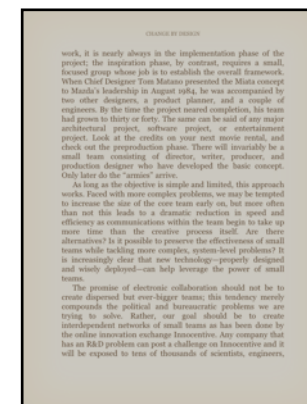 CHANGE BY DESIGN
work, it is nearly always in the implementation phase of the
project; the inspiration phase, by contrast, requires a small,
focused group whose job is to establish the overall framework.
When Chief Designer Tom Matano presented the Miata concept
to Mazda's leadership in August 1984, he was accompanied by
two other designers, a product planner, and a couple of
engineers. By the time the project neared completion, his team
had grown to thirty or forty. The same can be said of any major
architectural project, software project, or entertainment
project. Look at the credits on your next movie rental, and
check out the preproduction phase. There will invariably be a
small team consisting of director, writer, producer, and
production designer who have developed the basic concept.
Only later do the “armies” arrive.
As long as the objective is simple and limited, this approach
works. Faced with more complex problems, we may be tempted
to increase the size of the core team early on, but more often
than not this leads to a dramatic reduction in speed and
efficiency as communications within the team begin to take up
more time than the creative process itself. Are there
alternatives? Is it possible to preserve the effectiveness of small
teams while tackling more complex, system-level problems? It
is increasingly clear that new technology—properly designed
and wisely deployed—can help leverage the power of small
teams.
The promise of electronic collaboration should not be to
create dispersed but ever-bigger teams; this tendency merely
compounds the political and bureaucratic problems we are
trying to solve. Rather, our goal should be to create
interdependent networks of small teams as has been done by
the online innovation exchange Innocentive. Any company that
has an R&D problem can post a challenge on Innocentive and it
will be exposed to tens of thousands of scientists, engineers,